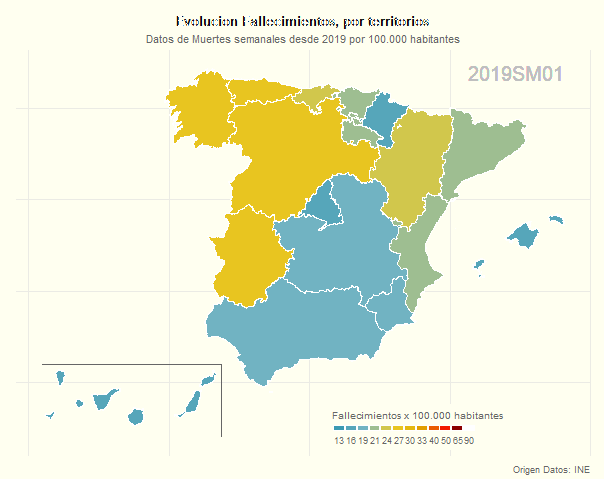 Evolucion Fallecimientos, por territorios
Datos de Muertes semanales desde 2019 por 100.000 habitantes
2019SM01
Fallecimientos x 100.000 habitantes
13 16 19 21 24 27 30 33 40 50 65 90
Origen Datos: INE